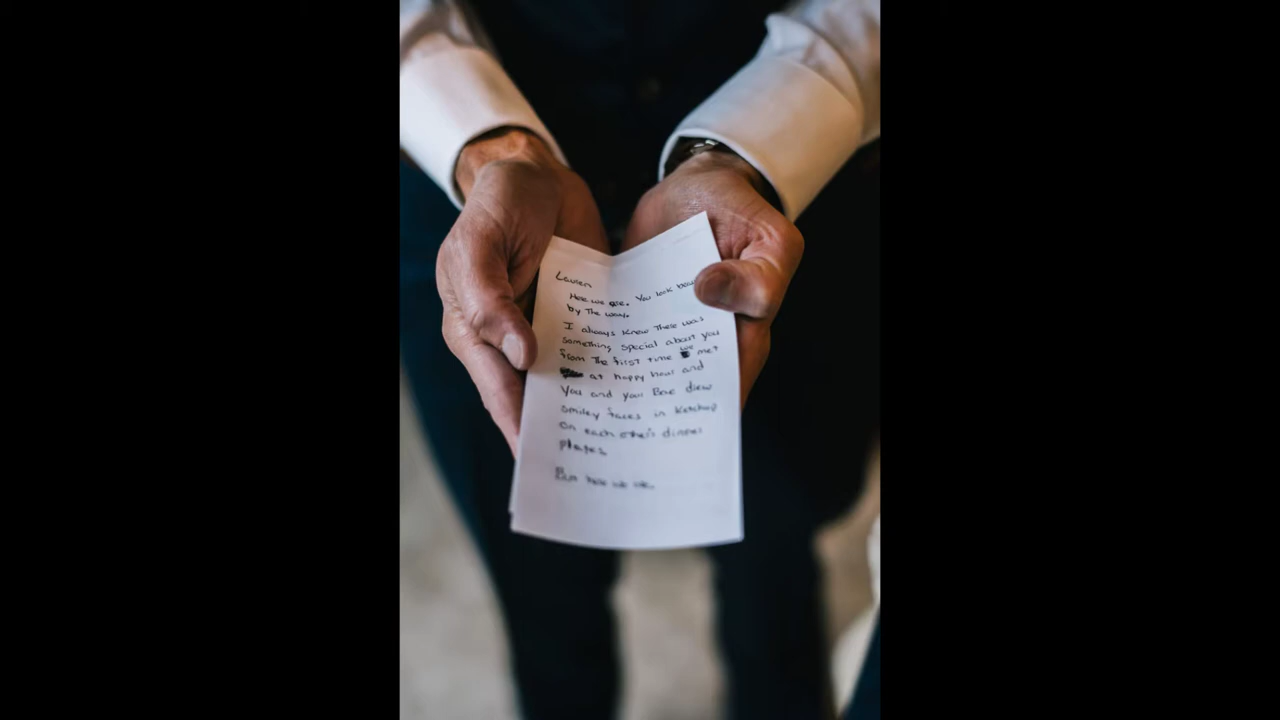 Lauren
Here we are. You look beau
by The way.
I always knew There was
something special about you
from The first time we met
at happy hour and
You and your Bae drew
smiley faces in Ketchup
On each other's dinner
plates.
But here we are.